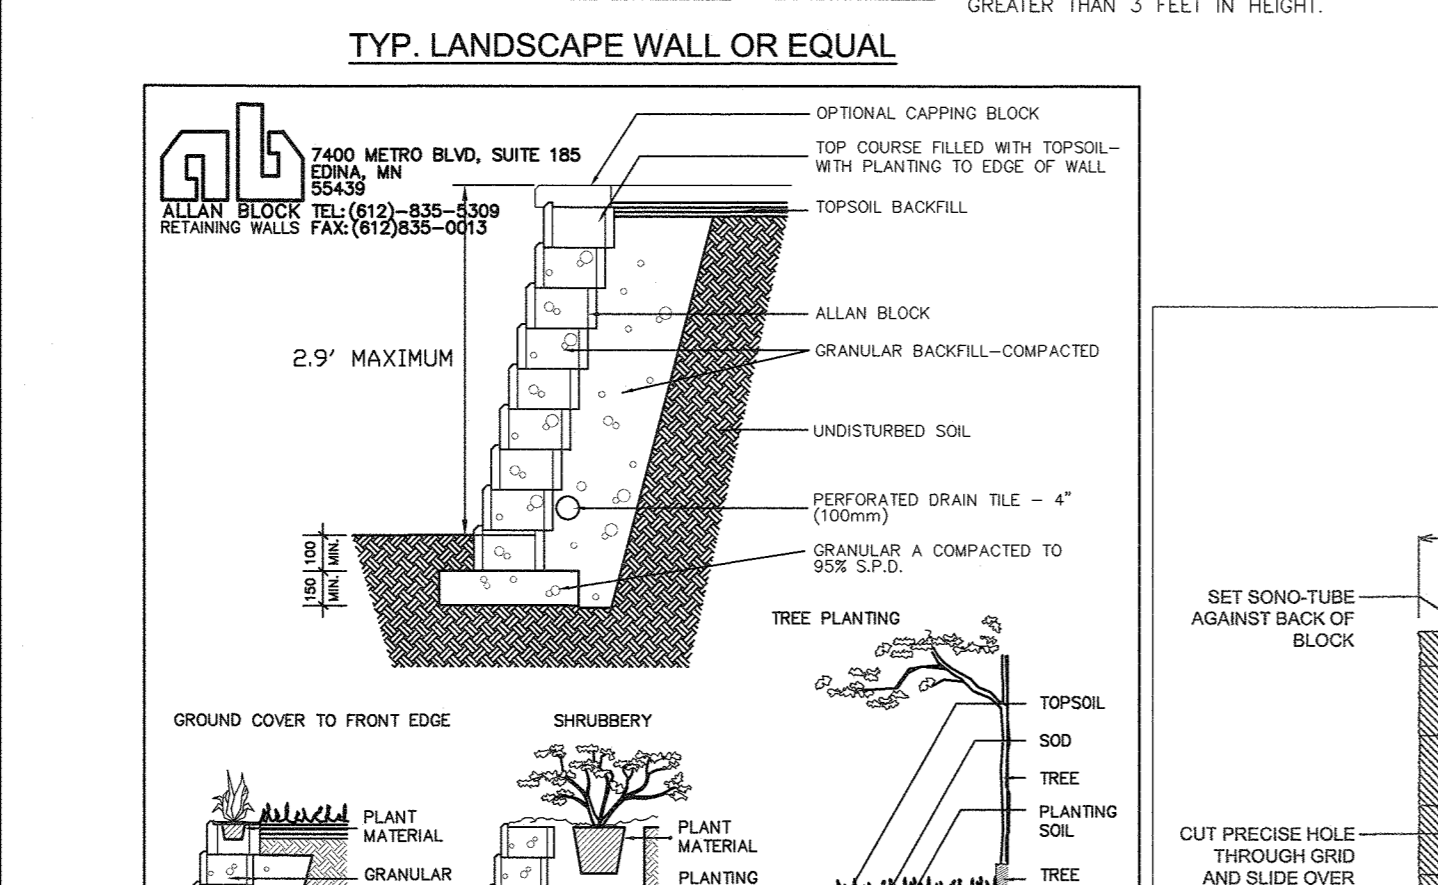 GREATER THAN 3 FEET IN HEIGHT.
TYP. LANDSCAPE WALL OR EQUAL
7400 METRO BLVD, SUITE 185
EDINA, MN
55439
ALLAN BLOCK TEL:(612)-835-5309
RETAINING WALLS FAX:(612)835-0013
OPTIONAL CAPPING BLOCK
TOP COURSE FILLED WITH TOPSOIL-
WITH PLANTING TO EDGE OF WALL
TOPSOIL BACKFILL
ALLAN BLOCK
2.9' MAXIMUM
GRANULAR BACKFILL-COMPACTED
UNDISTURBED SOIL
PERFORATED DRAIN TILE - 4"
(100mm)
100 MIN.
150 MIN.
GRANULAR A COMPACTED TO
95% S.P.D.
TREE PLANTING
TOPSOIL
SOD
TREE
PLANTING
SOIL
TREE
GROUND COVER TO FRONT EDGE
PLANT
MATERIAL
GRANULAR
SHRUBBERY
PLANT
MATERIAL
PLANTING
SET SONO-TUBE
AGAINST BACK OF
BLOCK
CUT PRECISE HOLE
THROUGH GRID
AND SLIDE OVER